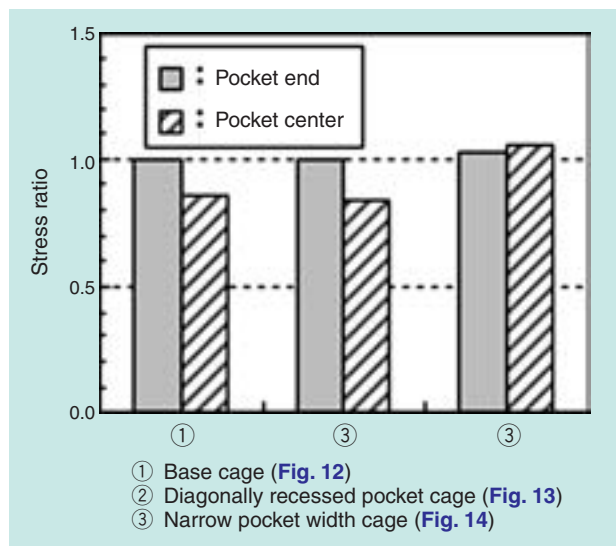 1.5
: Pocket end
: Pocket center
1.0
Stress ratio
0.5
0.0
① ③ ③
① Base cage (Fig. 12)
② Diagonally recessed pocket cage (Fig. 13)
③ Narrow pocket width cage (Fig. 14)